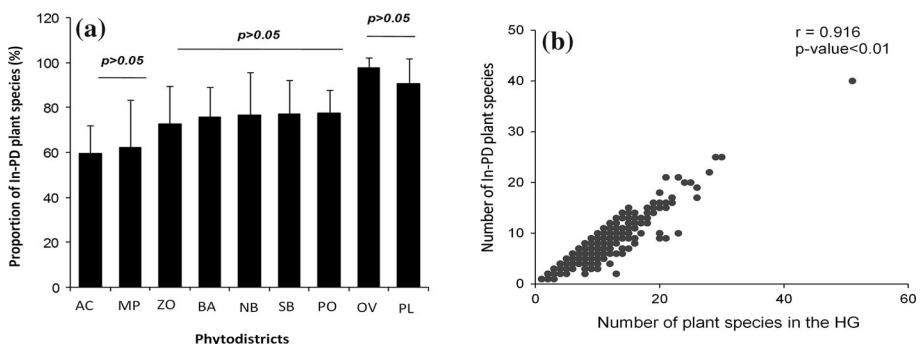 (a)
p>0.05
p>0.05
p>0.05
120
100
80
60
40
20
0
Proportion of In-PD plant species (%)
AC MP ZO BA NB SB PO OV PL
Phytodistricts
(b)
r = 0.916
p-value<0.01
50
40
30
20
10
0
Number of In-PD plant species
0 20 40 60
Number of plant species in the HG